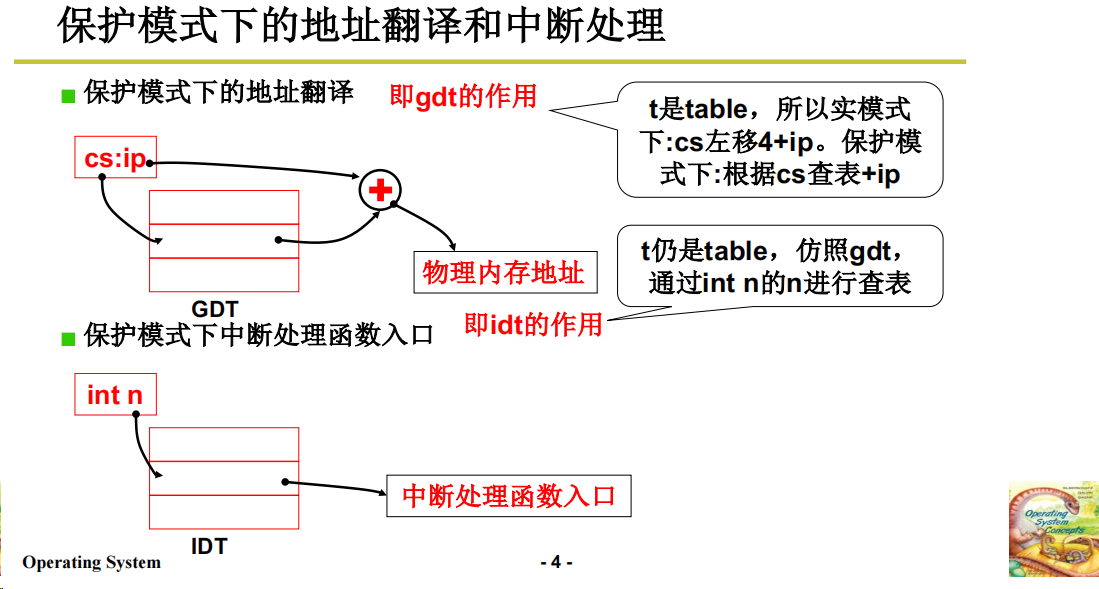 保护模式下的地址翻译和中断处理
保护模式下的地址翻译
即gdt的作用
t是table，所以实模式
下:cs左移4+ip。保护模
式下:根据cs查表+ip
cs:ip
物理内存地址
GDT
t仍是table，仿照gdt，
通过int n的n进行查表
即idt的作用
保护模式下中断处理函数入口
int n
中断处理函数入口
IDT
Operating System
- 4 -
Operating
System
Concepts